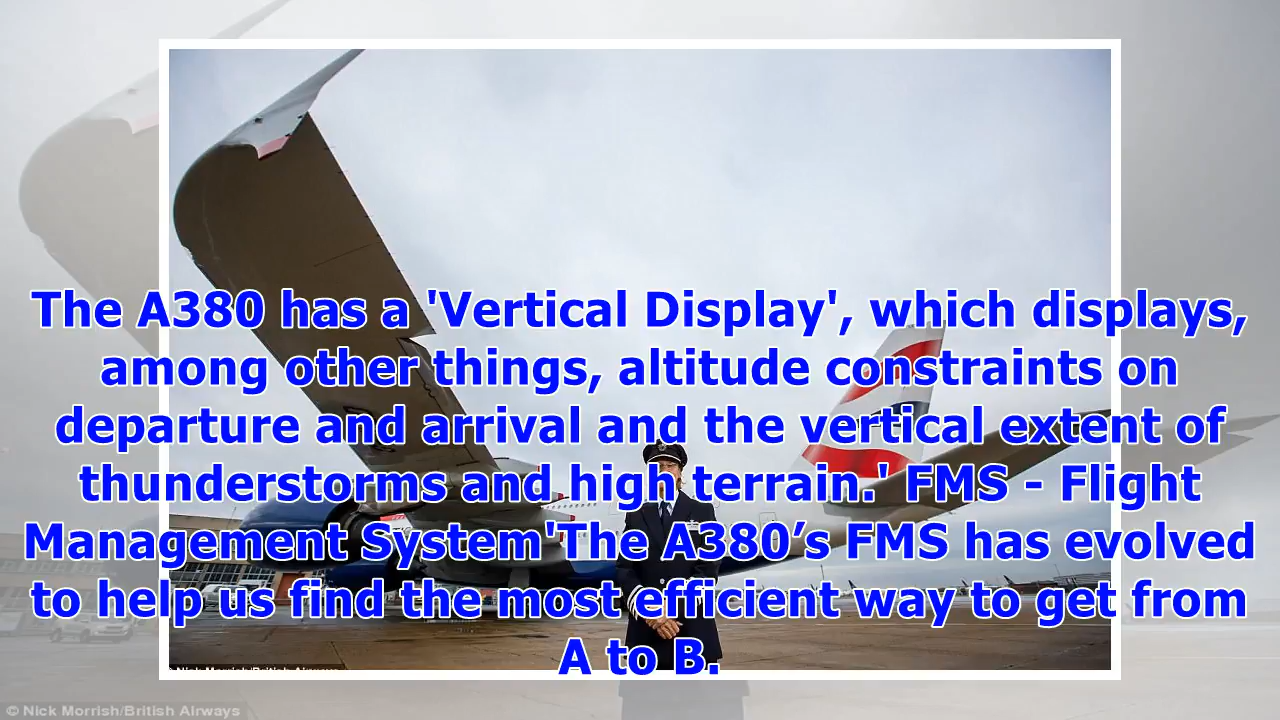 The A380 has a 'Vertical Display', which displays,
among other things, altitude constraints on
departure and arrival and the vertical extent of
thunderstorms and high terrain.' FMS - Flight
Management System'The A380’s FMS has evolved
to help us find the most efficient way to get from
A to B.
© Nick Morrish/British Airways